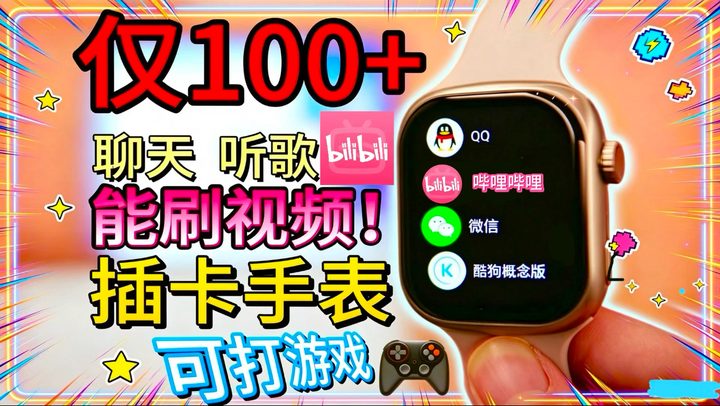 仅100+
聊天 听歌 bilibili
能刷视频！
插卡手表
可打游戏
QQ
bilibili 哔哩哔哩
微信
K 酷狗概念版